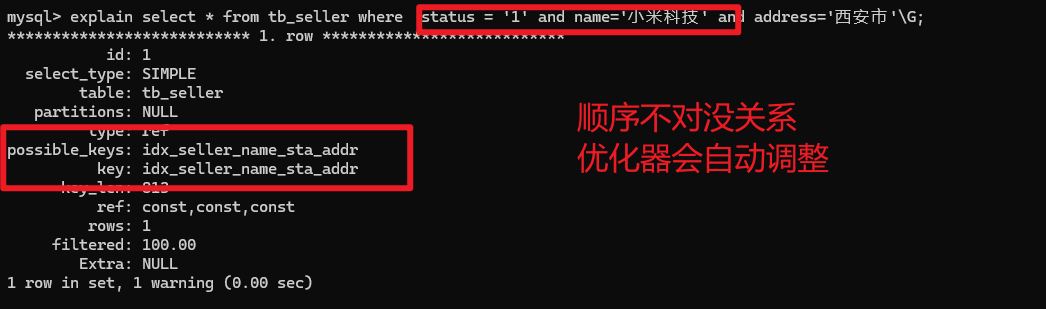 mysql> explain select * from tb_seller where  status = '1' and name='小米科技' and address='西安市'\G;
*************************** 1. row ***************************
id: 1
select_type: SIMPLE
table: tb_seller
partitions: NULL
type: ref
possible_keys: idx_seller_name_sta_addr
key: idx_seller_name_sta_addr
key_len: 813
ref: const,const,const
rows: 1
filtered: 100.00
Extra: NULL
1 row in set, 1 warning (0.00 sec)
顺序不对没关系
优化器会自动调整